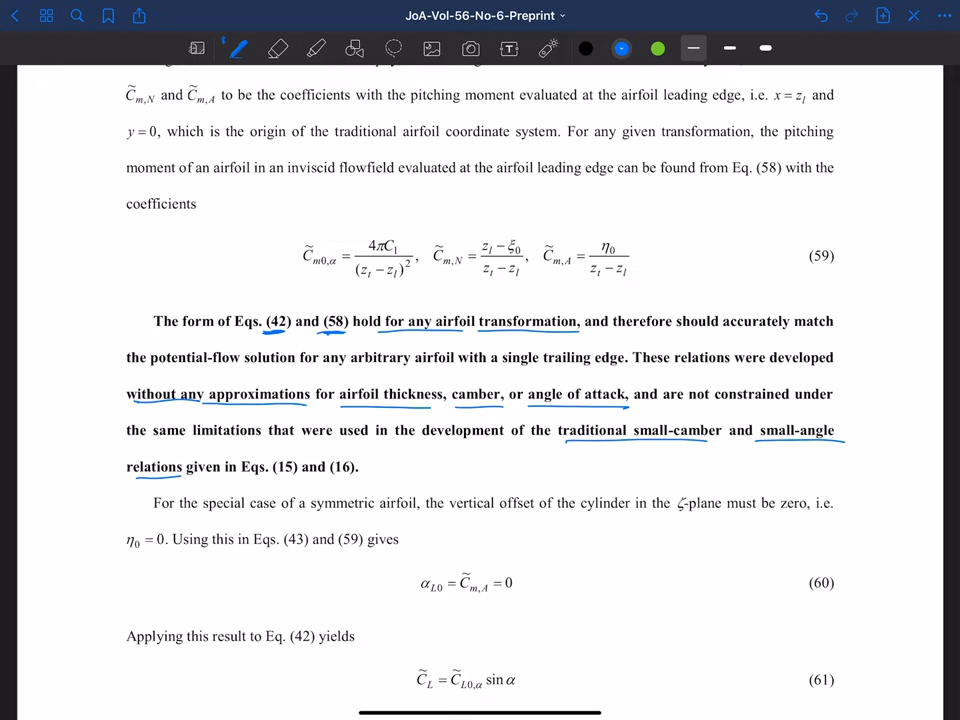 JoA-Vol-56-No-6-Preprint
C̃m,N and C̃m,A to be the coefficients with the pitching moment evaluated at the airfoil leading edge, i.e. x = zl and
y = 0, which is the origin of the traditional airfoil coordinate system. For any given transformation, the pitching
moment of an airfoil in an inviscid flowfield evaluated at the airfoil leading edge can be found from Eq. (58) with the
coefficients
C̃m0,α = 4πC1 / (zt − zl)², C̃m,N = (zl − ξ0) / (zt − zl), C̃m,A = η0 / (zt − zl) (59)
The form of Eqs. (42) and (58) hold for any airfoil transformation, and therefore should accurately match
the potential-flow solution for any arbitrary airfoil with a single trailing edge. These relations were developed
without any approximations for airfoil thickness, camber, or angle of attack, and are not constrained under
the same limitations that were used in the development of the traditional small-camber and small-angle
relations given in Eqs. (15) and (16).
For the special case of a symmetric airfoil, the vertical offset of the cylinder in the ζ-plane must be zero, i.e.
η0 = 0. Using this in Eqs. (43) and (59) gives
αL0 = C̃m,A = 0 (60)
Applying this result to Eq. (42) yields
C̃L = C̃L0,α sin α (61)